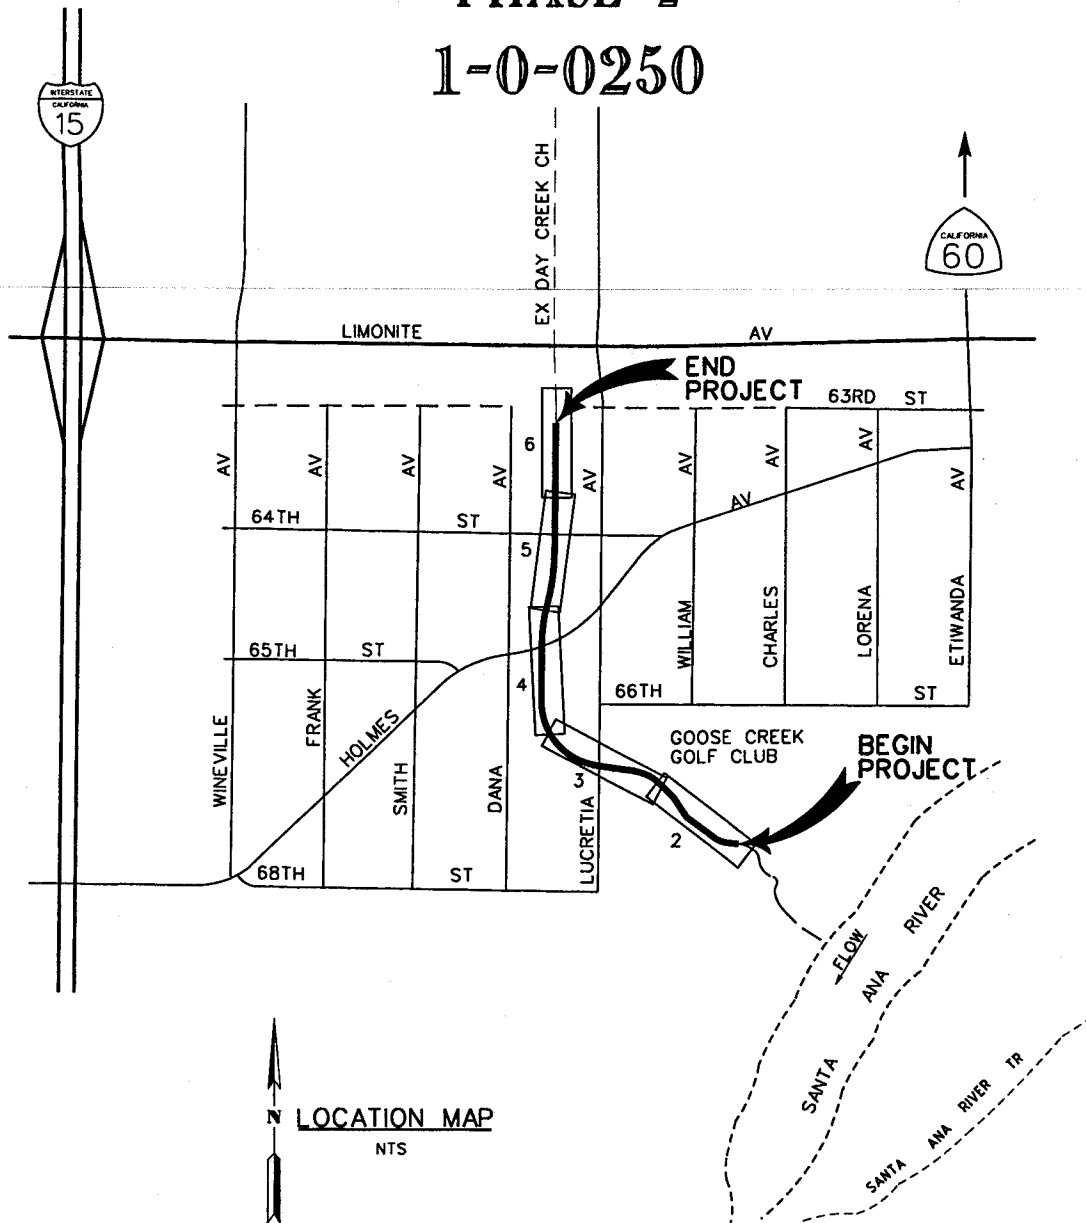 PHASE 2
1-0-0250
INTERSTATE
CALIFORNIA
15
EX DAY CREEK CH
CALIFORNIA
60
LIMONITE AV
END
PROJECT
63RD ST
6
AV
AV
AV
AV
AV
AV
AV
AV
AV
AV
64TH ST
5
WILLIAM
CHARLES
LORENA
ETIWANDA
65TH ST
4
66TH ST
WINEVILLE
FRANK
HOLMES
SMITH
DANA
LUCRETIA
GOOSE CREEK
GOLF CLUB
BEGIN
PROJECT
3
2
68TH ST
FLOW
SANTA ANA RIVER
SANTA ANA RIVER TR
N
LOCATION MAP
NTS